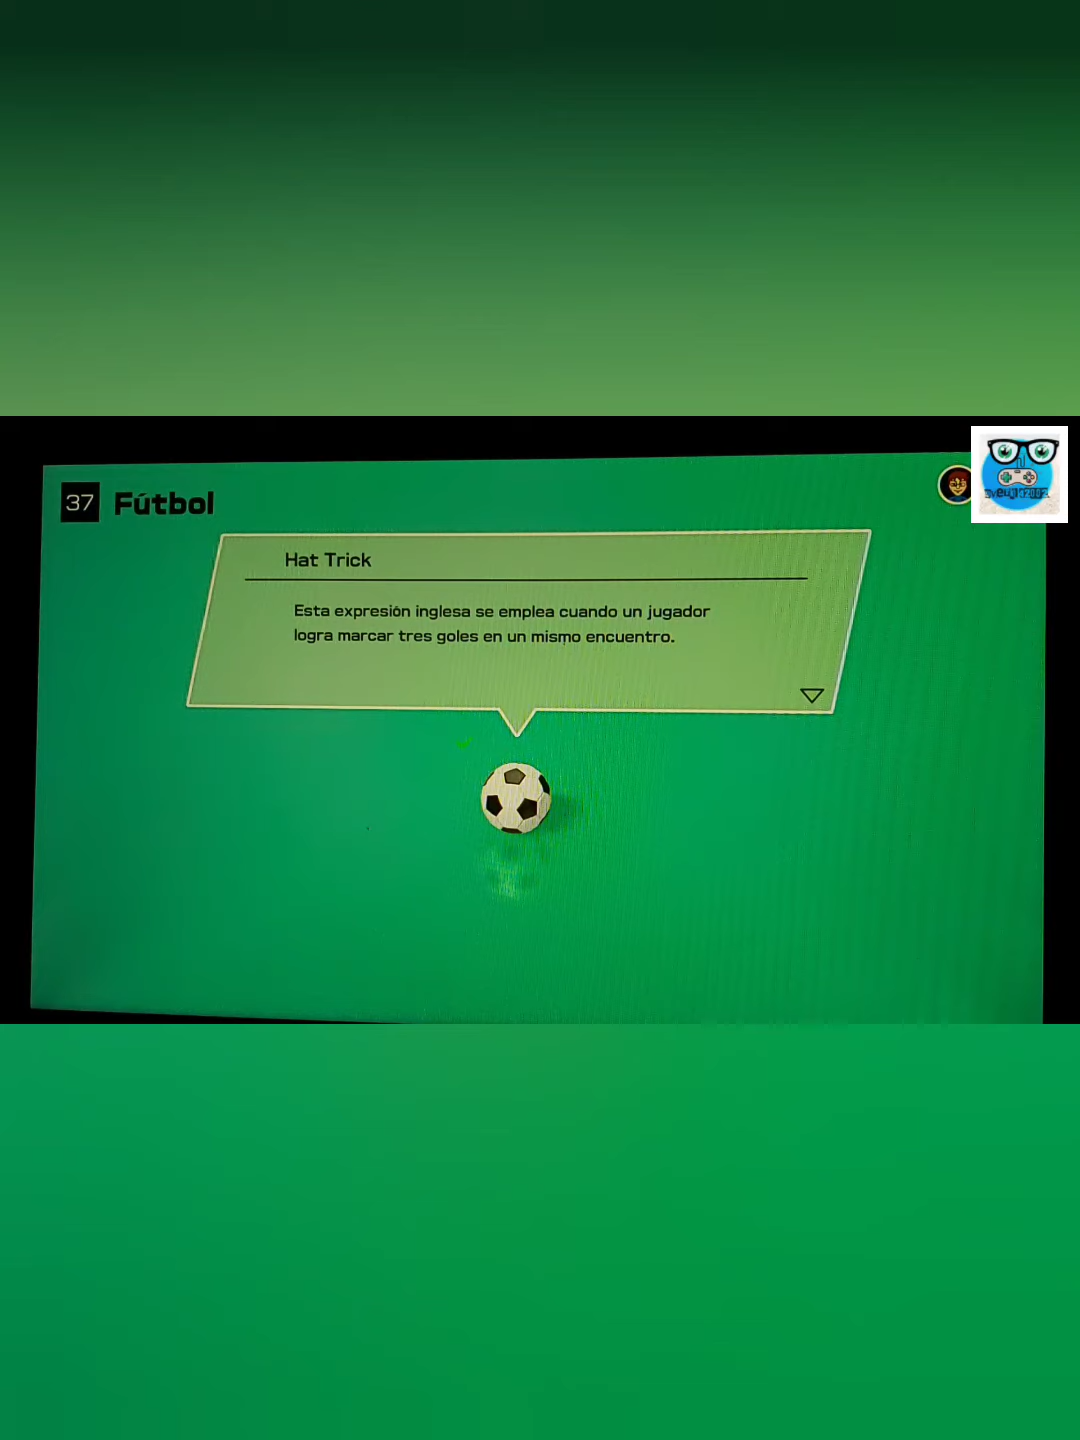 37 Fútbol
Hat Trick
Esta expresión inglesa se emplea cuando un jugador
logra marcar tres goles en un mismo encuentro.